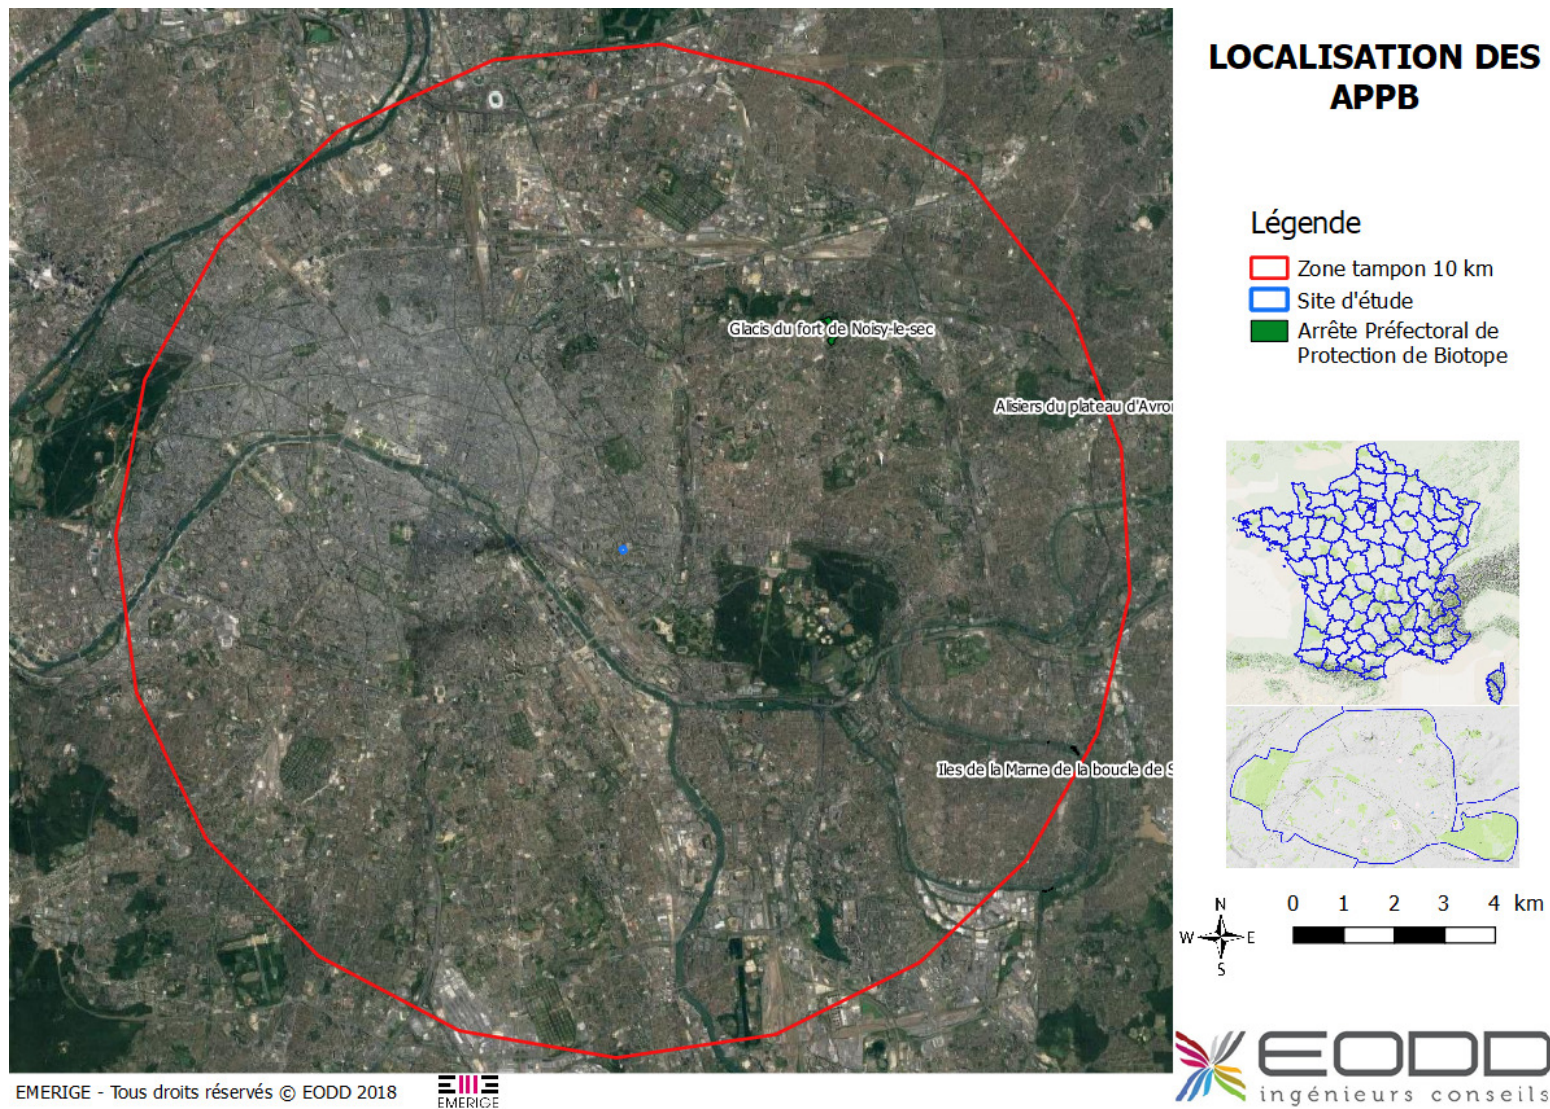 LOCALISATION DES
APPB
Légende
Zone tampon 10 km
Site d'étude
Arrête Préfectoral de
Protection de Biotope
Glacis du fort de Noisy-le-sec
Alisiers du plateau d'Avron
Iles de la Marne de la boucle de S
N
W E
S
0 1 2 3 4 km
EODD
ingénieurs conseils
EMERIGE - Tous droits réservés © EODD 2018
EMERIGE